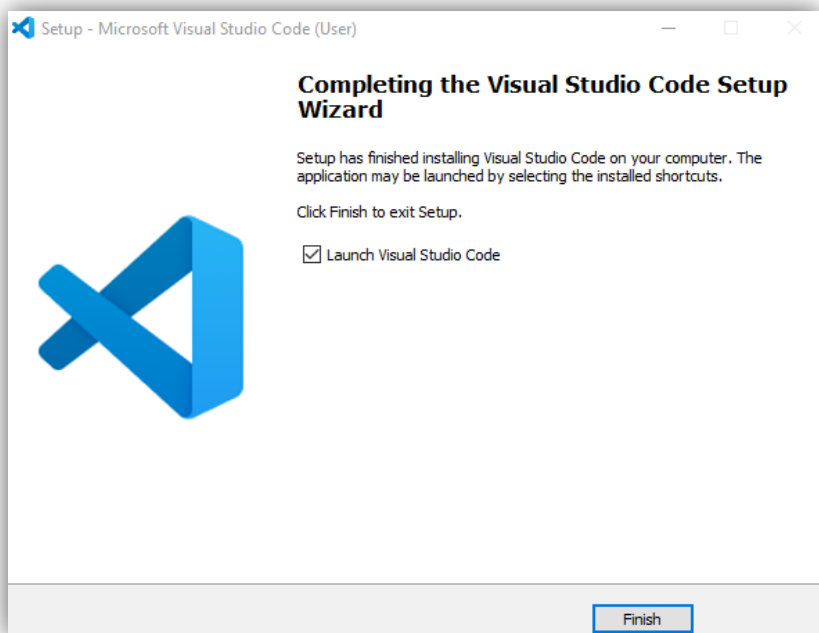 Setup - Microsoft Visual Studio Code (User)
Completing the Visual Studio Code Setup
Wizard
Setup has finished installing Visual Studio Code on your computer. The
application may be launched by selecting the installed shortcuts.
Click Finish to exit Setup.
Launch Visual Studio Code
Finish